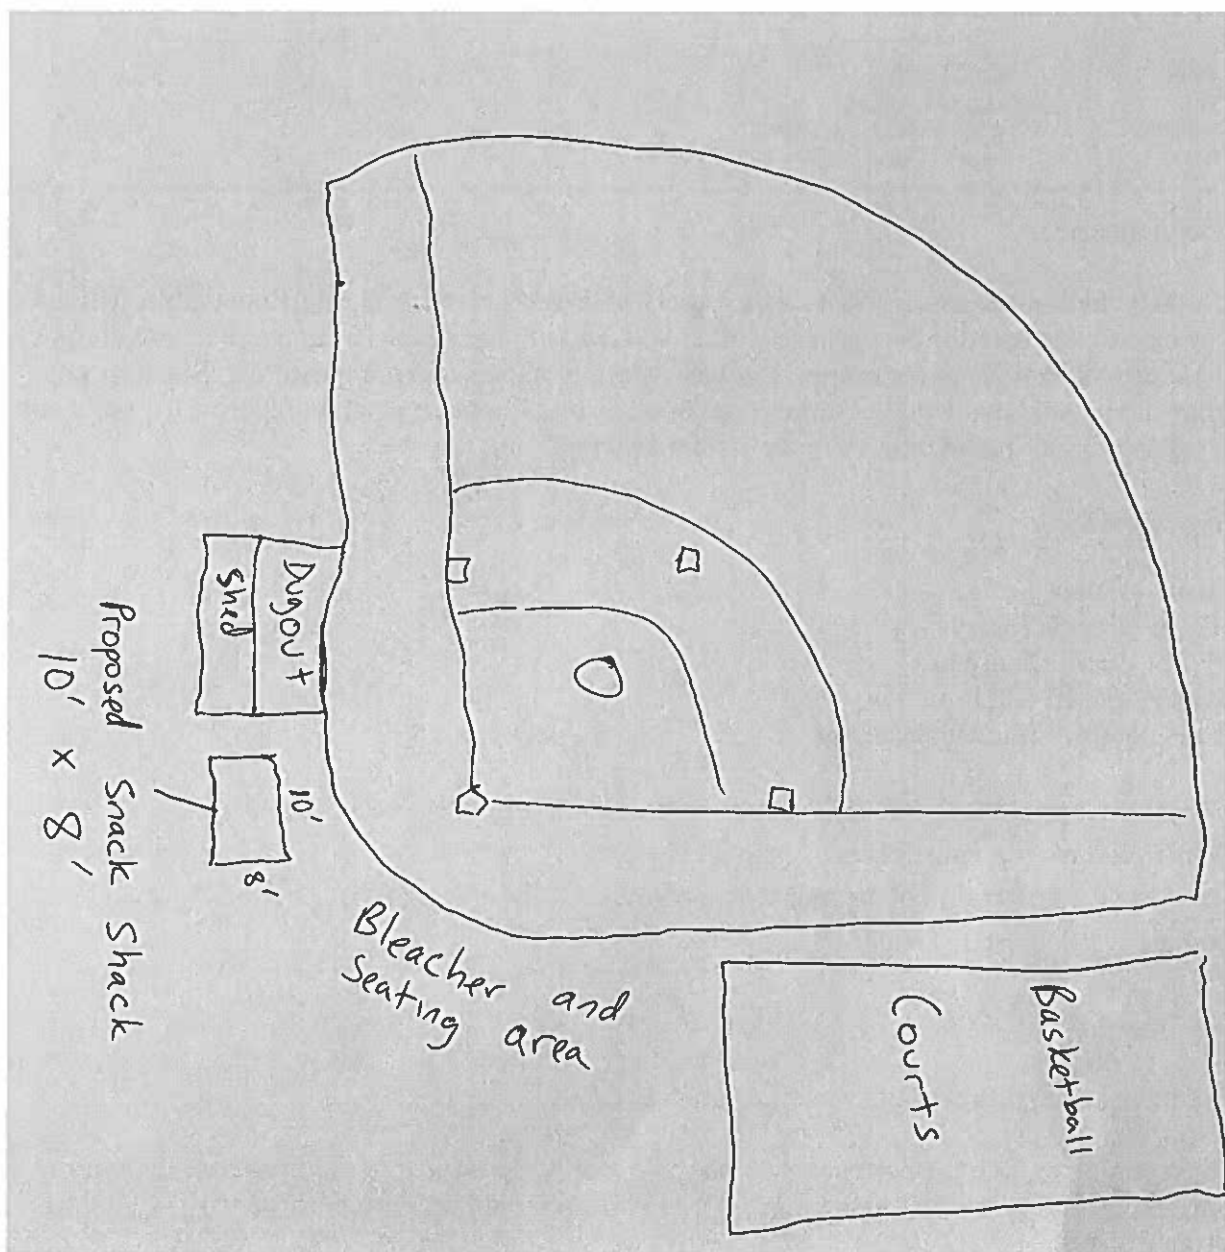 Basketball
Courts
Dugout
Shed
10'
8'
Bleacher and
Seating area
Proposed Snack Shack
10' x 8'